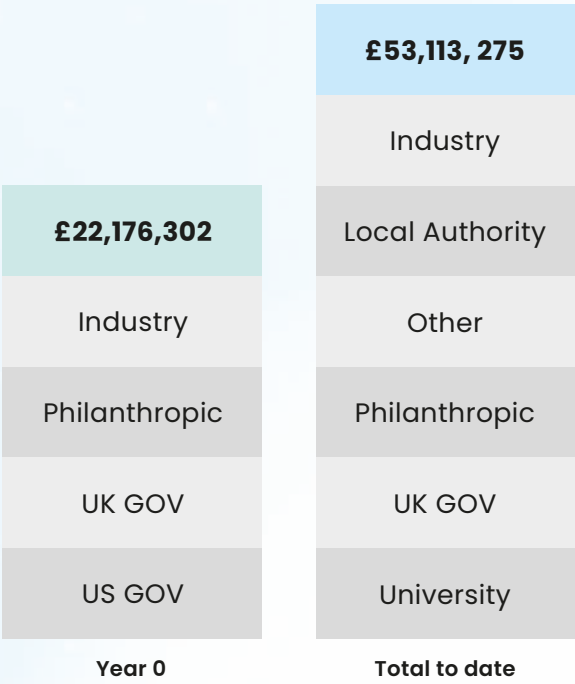 £22,176,302
Industry
Philanthropic
UK GOV
US GOV
Year 0
£53,113, 275
Industry
Local Authority
Other
Philanthropic
UK GOV
University
Total to date